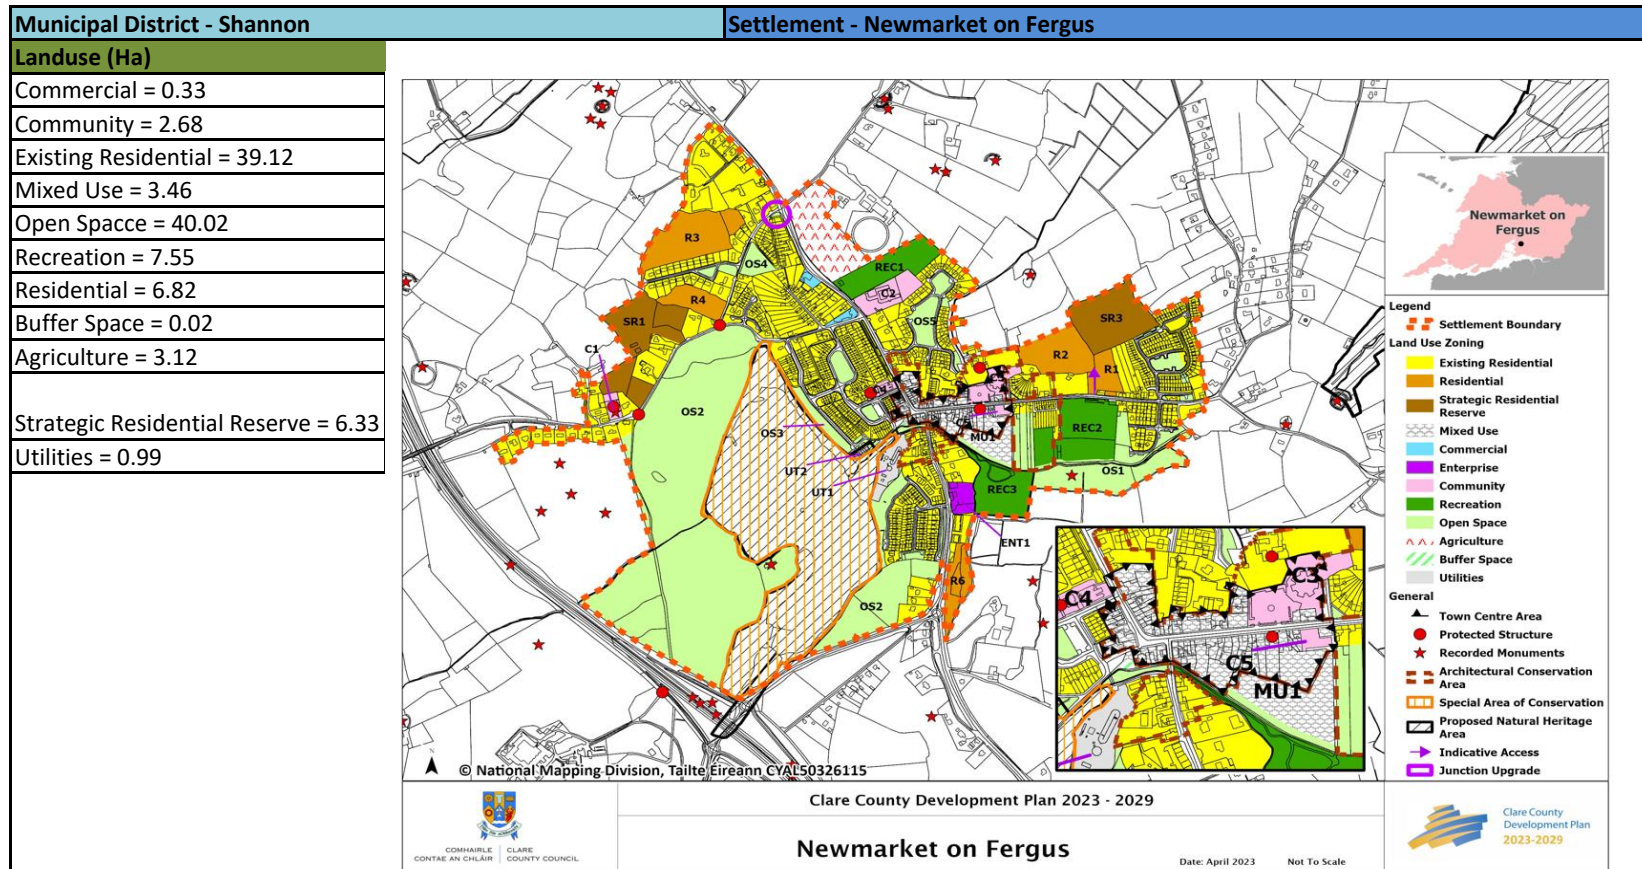 Municipal District - Shannon
Settlement - Newmarket on Fergus
Landuse (Ha)
Commercial = 0.33
Community = 2.68
Existing Residential = 39.12
Mixed Use = 3.46
Open Spacce = 40.02
Recreation = 7.55
Residential = 6.82
Buffer Space = 0.02
Agriculture = 3.12
Strategic Residential Reserve = 6.33
Utilities = 0.99
R3
OS4
REC1
C2
R4
SR1
OS5
SR3
C1
R2
R1
OS2
C4
OS3
C5
MU1
REC2
UT2
OS1
UT1
REC3
ENT1
R6
OS2
C3
C4
C5
MU1
N
© National Mapping Division, Tailte Éireann CYAL50326115
Newmarket on
Fergus
Legend
Settlement Boundary
Land Use Zoning
Existing Residential
Residential
Strategic Residential
Reserve
Mixed Use
Commercial
Enterprise
Community
Recreation
Open Space
Agriculture
Buffer Space
Utilities
General
Town Centre Area
Protected Structure
Recorded Monuments
Architectural Conservation
Area
Special Area of Conservation
Proposed Natural Heritage
Area
Indicative Access
Junction Upgrade
COMHAIRLE
CONTAE AN CHLÁIR
CLARE
COUNTY COUNCIL
Clare County Development Plan 2023 - 2029
Newmarket on Fergus
Date: April 2023
Not To Scale
Clare County
Development Plan
2023-2029